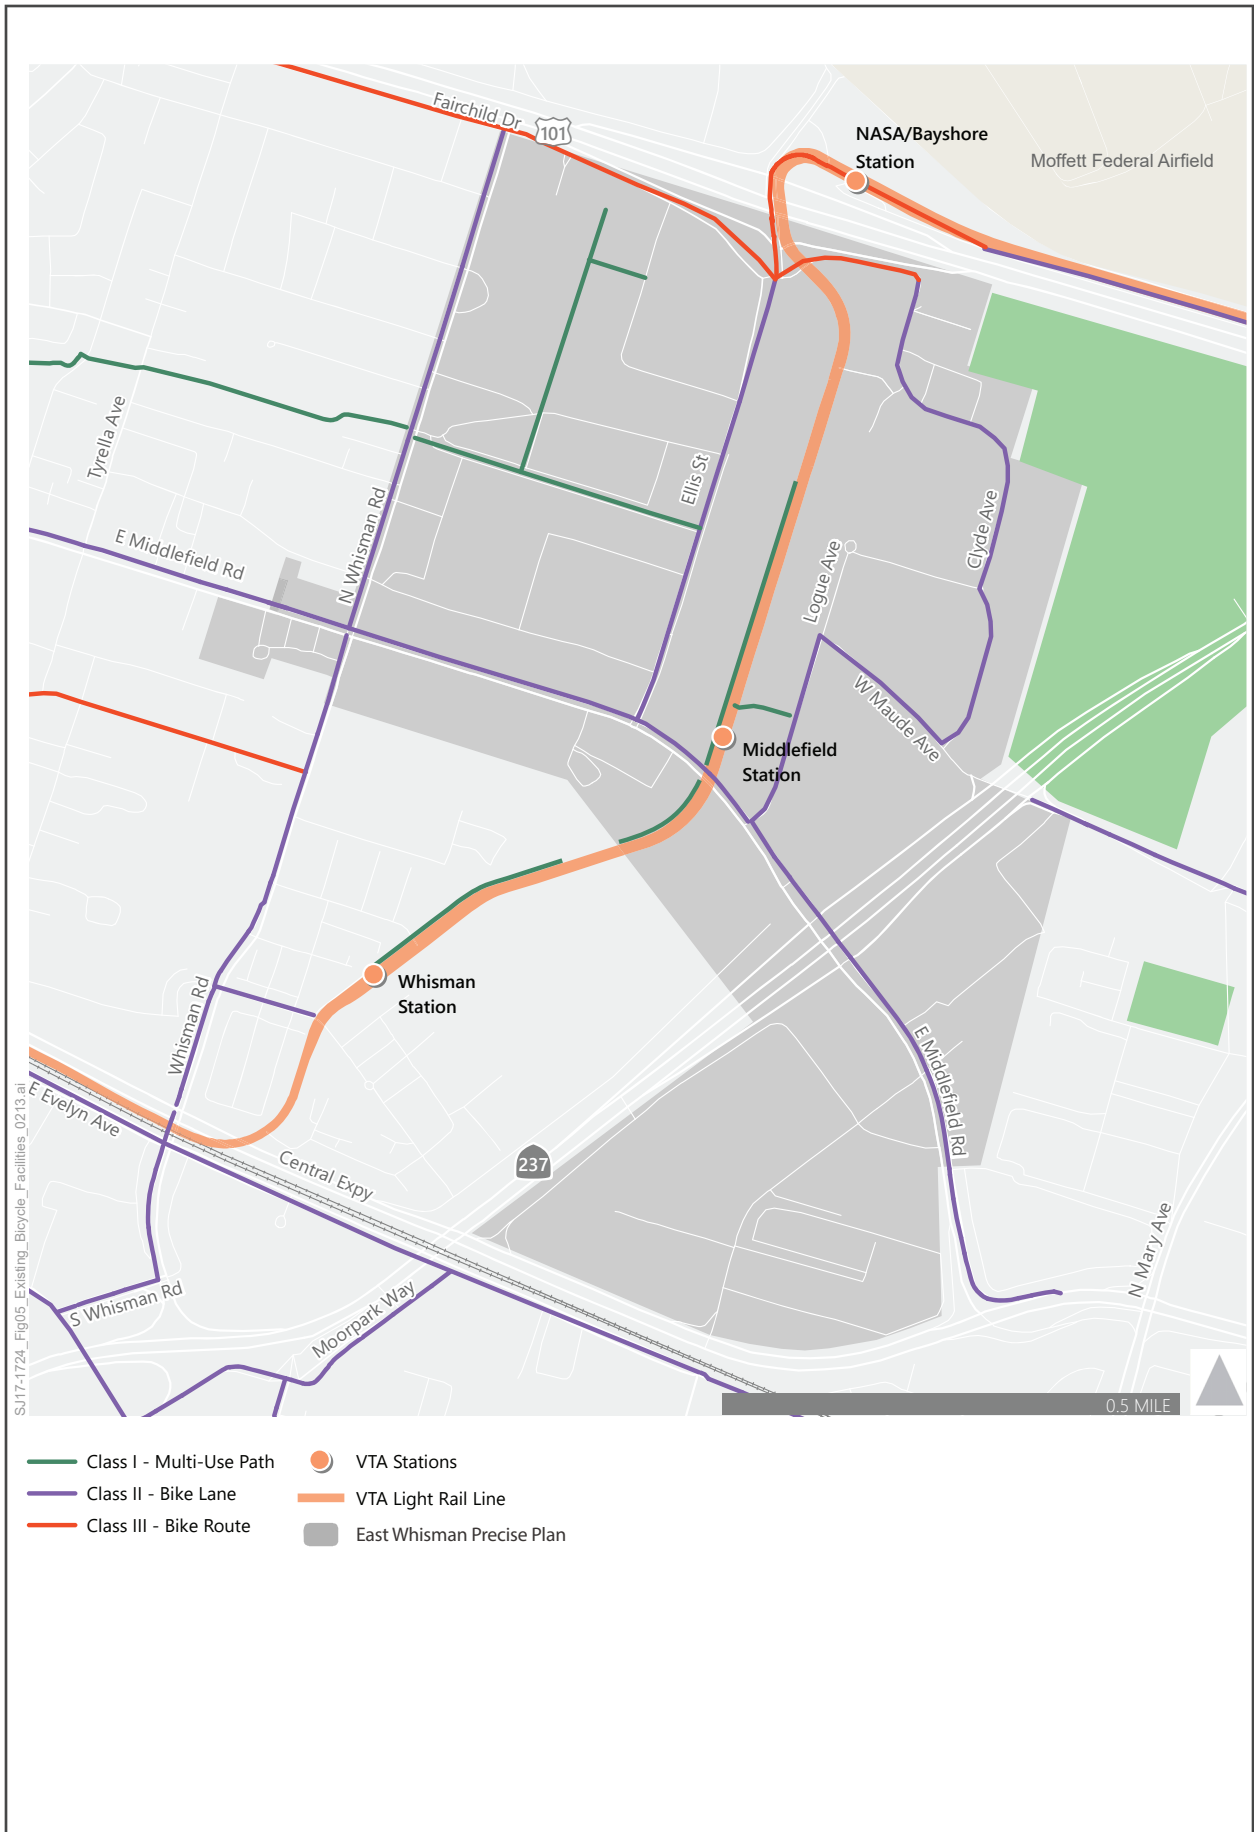 Fairchild Dr
101
NASA/Bayshore
Station
Moffett Federal Airfield
Tyrella Ave
E Middlefield Rd
N Whisman Rd
Ellis St
Logue Ave
Clyde Ave
W Maude Ave
Middlefield
Station
Whisman
Station
Whisman Rd
E Evelyn Ave
Central Expy
237
E Middlefield Rd
N Mary Ave
S Whisman Rd
Moorpark Way
0.5 MILE
SJ17-1724_Fig05_Existing_Bicycle_Facilities_0213.ai
Class I - Multi-Use Path
Class II - Bike Lane
Class III - Bike Route
VTA Stations
VTA Light Rail Line
East Whisman Precise Plan